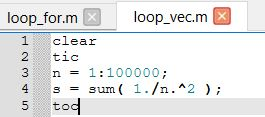 loop_for.m loop_vec.m
1 clear
2 tic
3 n = 1:100000;
4 s = sum( 1./n.^2 );
5 toc